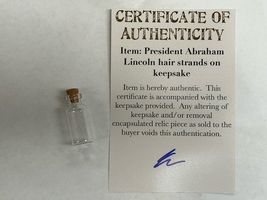 CERTIFICATE OF
AUTHENTICITY
Item: President Abraham
Lincoln hair strands on
keepsake
Item is hereby authentic. This
certificate is accompanied with the
keepsake provided. Any altering of
keepsake and/or removal
encapsulated relic piece as sold to the
buyer voids this authentication.